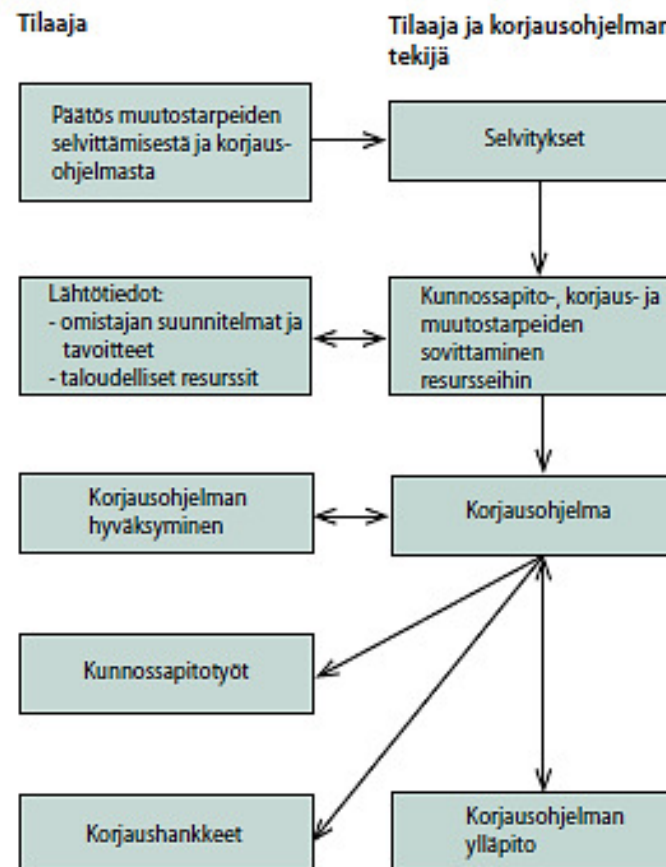 Tilaaja
Tilaaja ja korjausohjelman
tekijä
Päätös muutostarpeiden
selvittämisestä ja korjaus-
ohjelmasta
Selvitykset
Lähtötiedot:
- omistajan suunnitelmat ja
tavoitteet
- taloudelliset resurssit
Kunnossapito-, korjaus- ja
muutostarpeiden
sovittaminen
resursseihin
Korjausohjelman
hyväksyminen
Korjausohjelma
Kunnossapitotyöt
Korjaushankkeet
Korjausohjelman
ylläpito